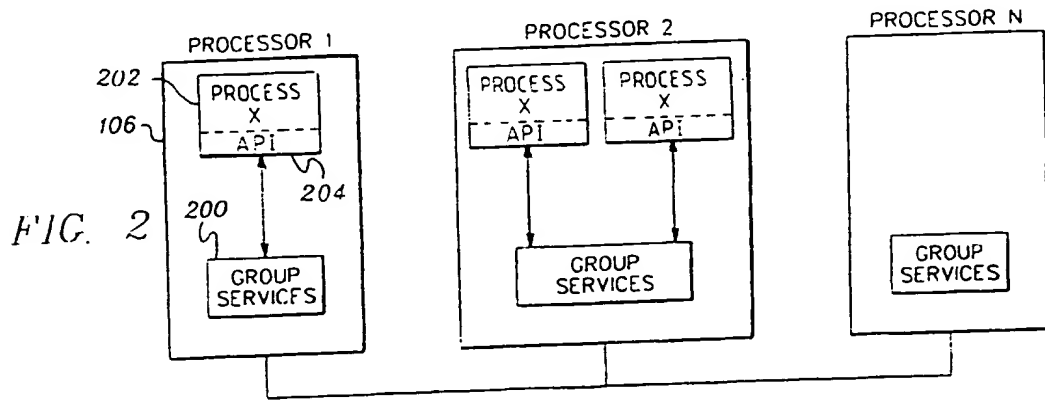 PROCESSOR 1
202
PROCESS
X
API
106
204
200
GROUP
SERVICES
FIG. 2
PROCESSOR 2
PROCESS
X
API
PROCESS
X
API
GROUP
SERVICES
PROCESSOR N
GROUP
SERVICES